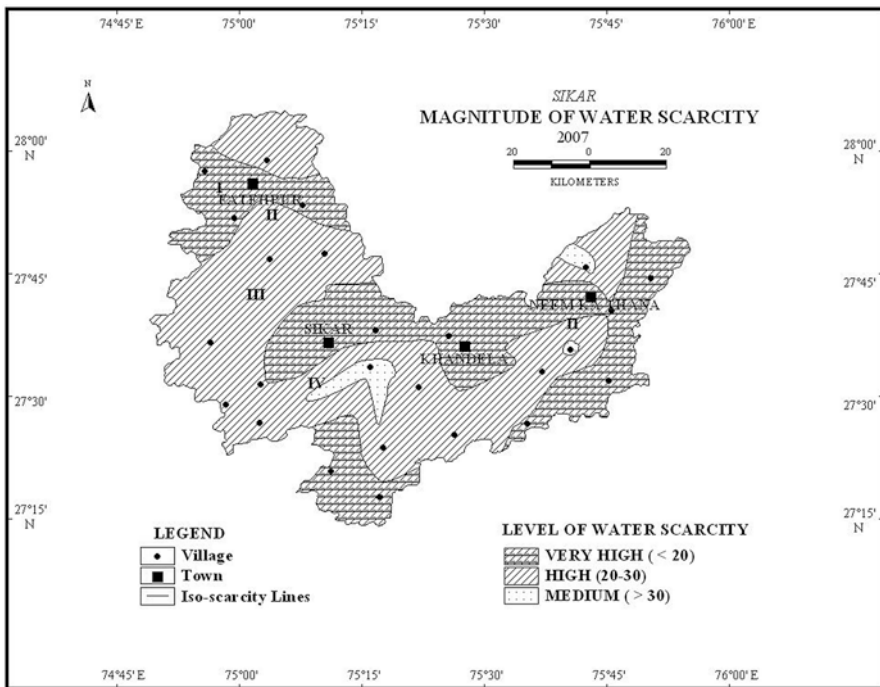 74°45' E 75°00' 75°15' 75°30' 75°45' 76°00'
N
SIKAR
MAGNITUDE OF WATER SCARCITY
2007
20 0 20
KILOMETERS
28°00' N
28°00' N
I
FATEHPUR
II
27°45'
27°45'
III
NEEM KA THANA
II
SIKAR
KHANDELA
IV
27°30'
27°30'
27°15' N
27°15' N
LEGEND
Village
Town
Iso-scarcity Lines
LEVEL OF WATER SCARCITY
VERY HIGH ( < 20)
HIGH (20-30)
MEDIUM ( > 30)
74°45' E 75°00' 75°15' 75°30' 75°45' 76°00'